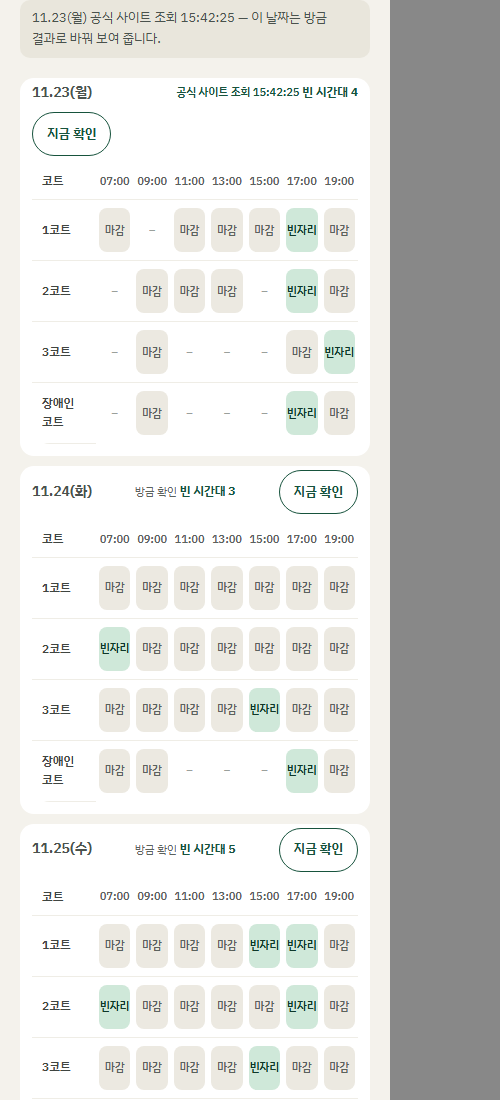 11.23(월) 공식 사이트 조회 15:42:25 — 이 날짜는 방금
결과로 바꿔 보여 줍니다.
11.23(월) 공식 사이트 조회 15:42:25 빈 시간대 4
지금 확인
코트 07:00 09:00 11:00 13:00 15:00 17:00 19:00
1코트 마감 – 마감 마감 마감 빈자리 마감
2코트 – 마감 마감 마감 – 빈자리 마감
3코트 – 마감 – – – 마감 빈자리
장애인
코트 – 마감 – – – 빈자리 마감
11.24(화) 방금 확인 빈 시간대 3 지금 확인
코트 07:00 09:00 11:00 13:00 15:00 17:00 19:00
1코트 마감 마감 마감 마감 마감 마감 마감
2코트 빈자리 마감 마감 마감 마감 마감 마감
3코트 마감 마감 마감 마감 빈자리 마감 마감
장애인
코트 마감 마감 – – – 빈자리 마감
11.25(수) 방금 확인 빈 시간대 5 지금 확인
코트 07:00 09:00 11:00 13:00 15:00 17:00 19:00
1코트 마감 마감 마감 마감 빈자리 빈자리 마감
2코트 빈자리 마감 마감 마감 마감 빈자리 마감
3코트 마감 마감 마감 마감 빈자리 마감 마감